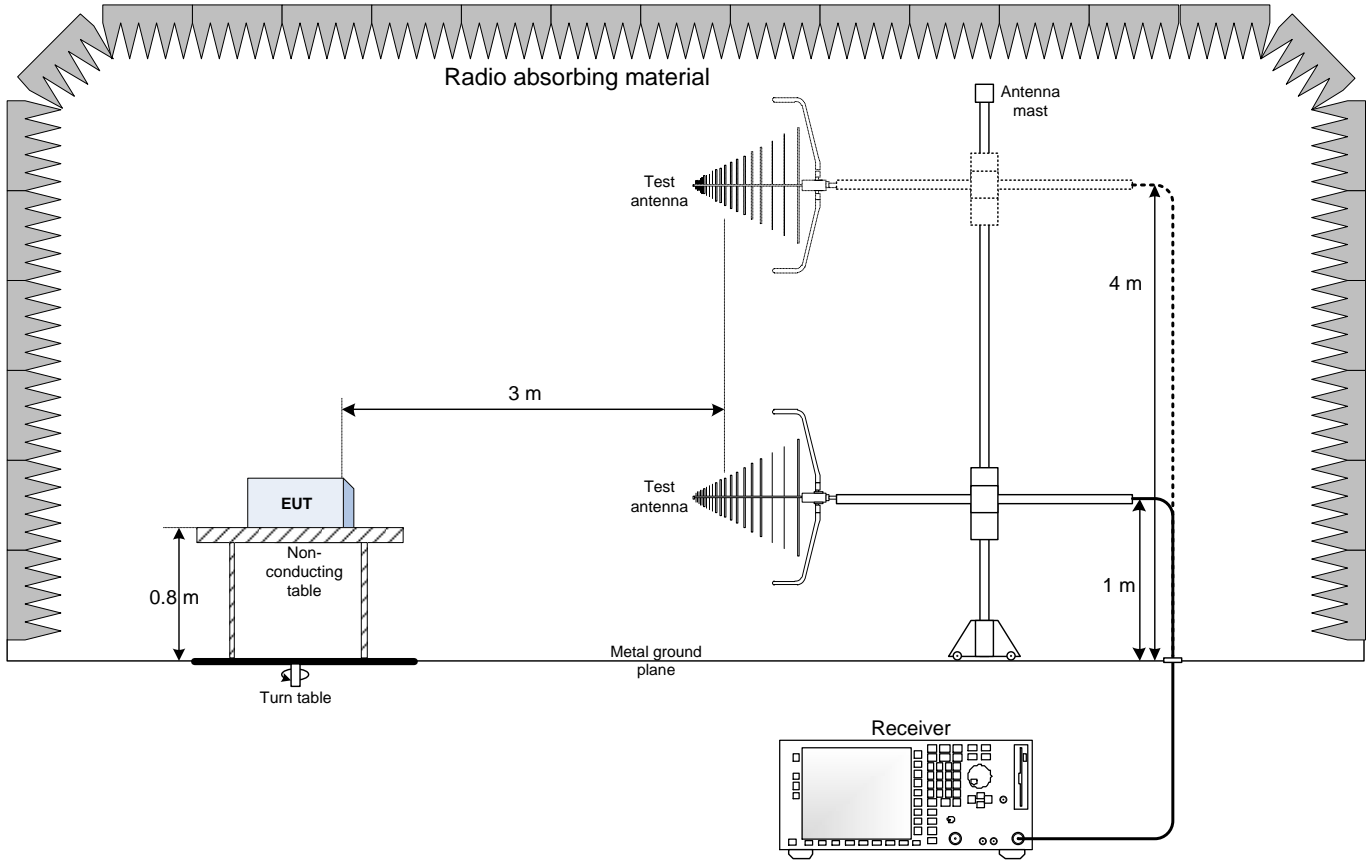 Radio absorbing material
Antenna
mast
Test
antenna
4 m
3 m
Test
antenna
EUT
Non-
conducting
table
0.8 m
1 m
Metal ground
plane
Turn table
Receiver